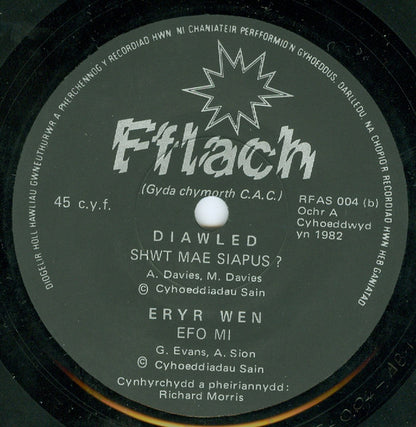 DIOGELIR HOLL HAWLIAU GWNEUTHURWR A PHERCHENNOG Y RECORDIAD HWN NI CHANIATEIR PERFFORMIO'N GYHOEDDUS, DARLLEDU, NA CHOPIO'R RECORDIAD HWN HEB GANIATAD
Fflach
(Gyda chymorth C.A.C.)
45 c.y.f.
RFAS 004 (b)
Ochr A
Cyhoeddwyd
yn 1982
DIAWLED
SHWT MAE SIAPUS ?
A. Davies, M. Davies
© Cyhoeddiadau Sain
ERYR WEN
EFO MI
G. Evans, A. Sion
© Cyhoeddiadau Sain
Cynhyrchydd a pheiriannydd:
Richard Morris